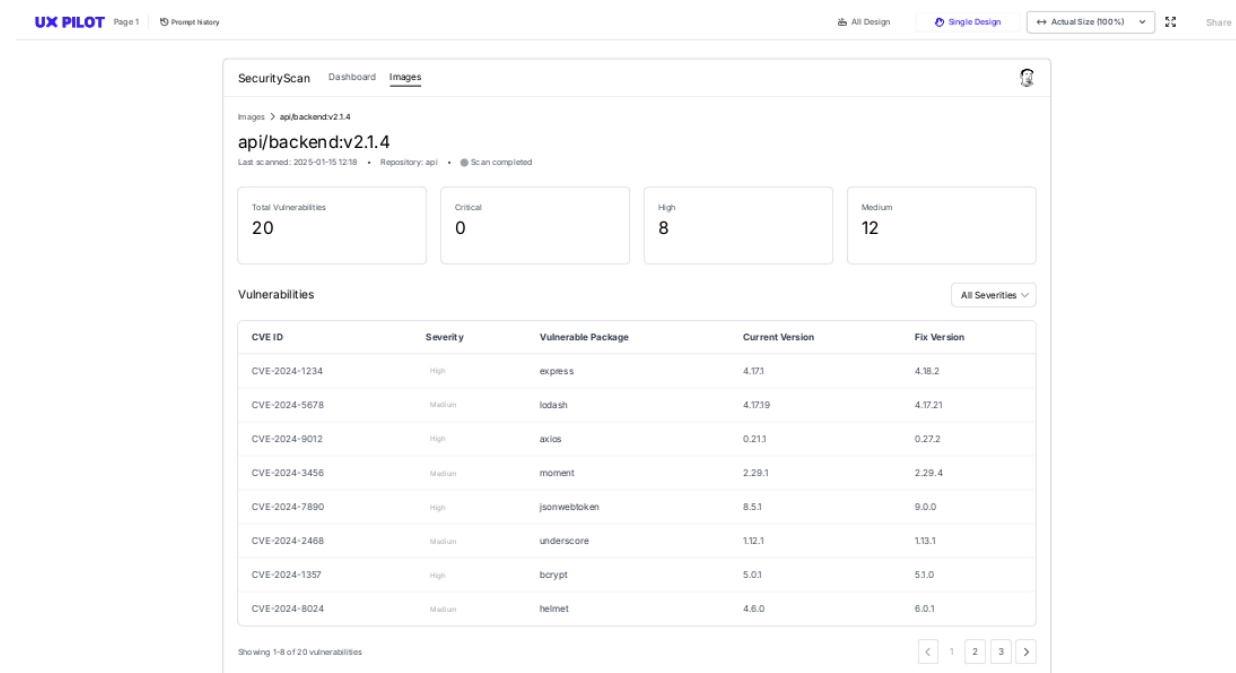 UX PILOT Page 1 Prompt history All Design Single Design Actual Size (100%) Share
SecurityScan Dashboard Images
Images > api/backend:v2.1.4
api/backend:v2.1.4
Last scanned: 2025-01-15 12:18 • Repository: api • Scan completed
Total Vulnerabilities Critical High Medium
20 0 8 12
Vulnerabilities All Severities
CVE ID Severity Vulnerable Package Current Version Fix Version
CVE-2024-1234 High express 4.17.1 4.18.2
CVE-2024-5678 Medium lodash 4.17.19 4.17.21
CVE-2024-9012 High axios 0.21.1 0.27.2
CVE-2024-3456 Medium moment 2.29.1 2.29.4
CVE-2024-7890 High jsonwebtoken 8.5.1 9.0.0
CVE-2024-2468 Medium underscore 1.12.1 1.13.1
CVE-2024-1357 High bcrypt 5.0.1 5.1.0
CVE-2024-8024 Medium helmet 4.6.0 6.0.1
Showing 1-8 of 20 vulnerabilities 1 2 3